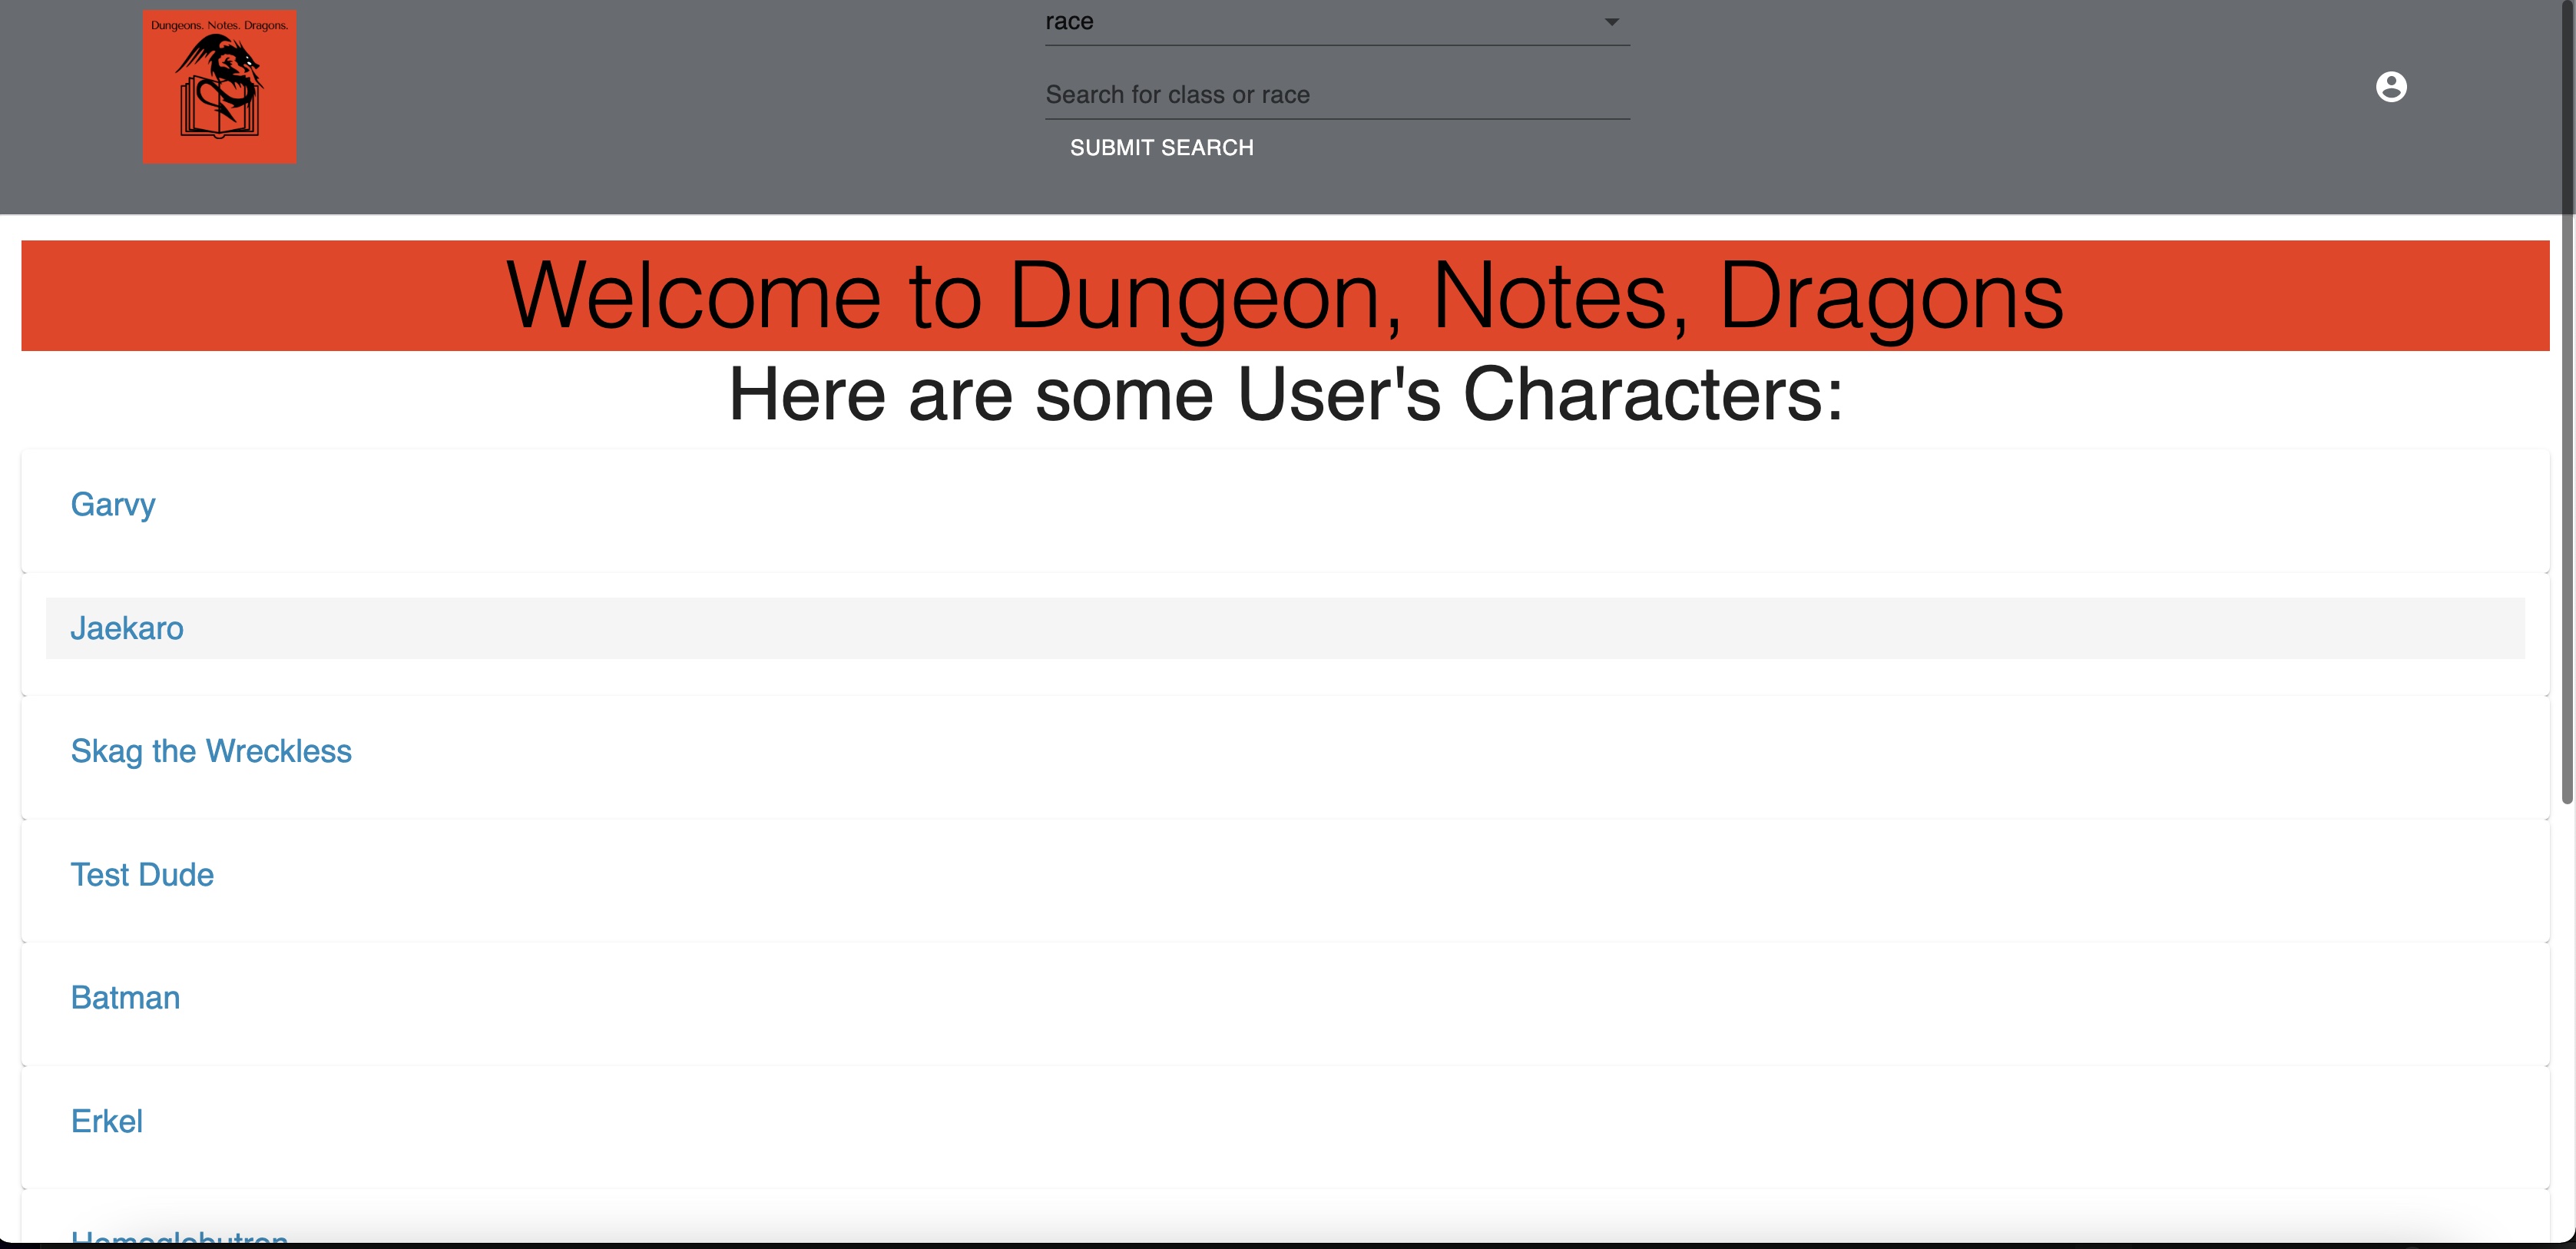 Dungeons. Notes. Dragons.
race
Search for class or race
SUBMIT SEARCH
Welcome to Dungeon, Notes, Dragons
Here are some User's Characters:
Garvy
Jaekaro
Skag the Wreckless
Test Dude
Batman
Erkel